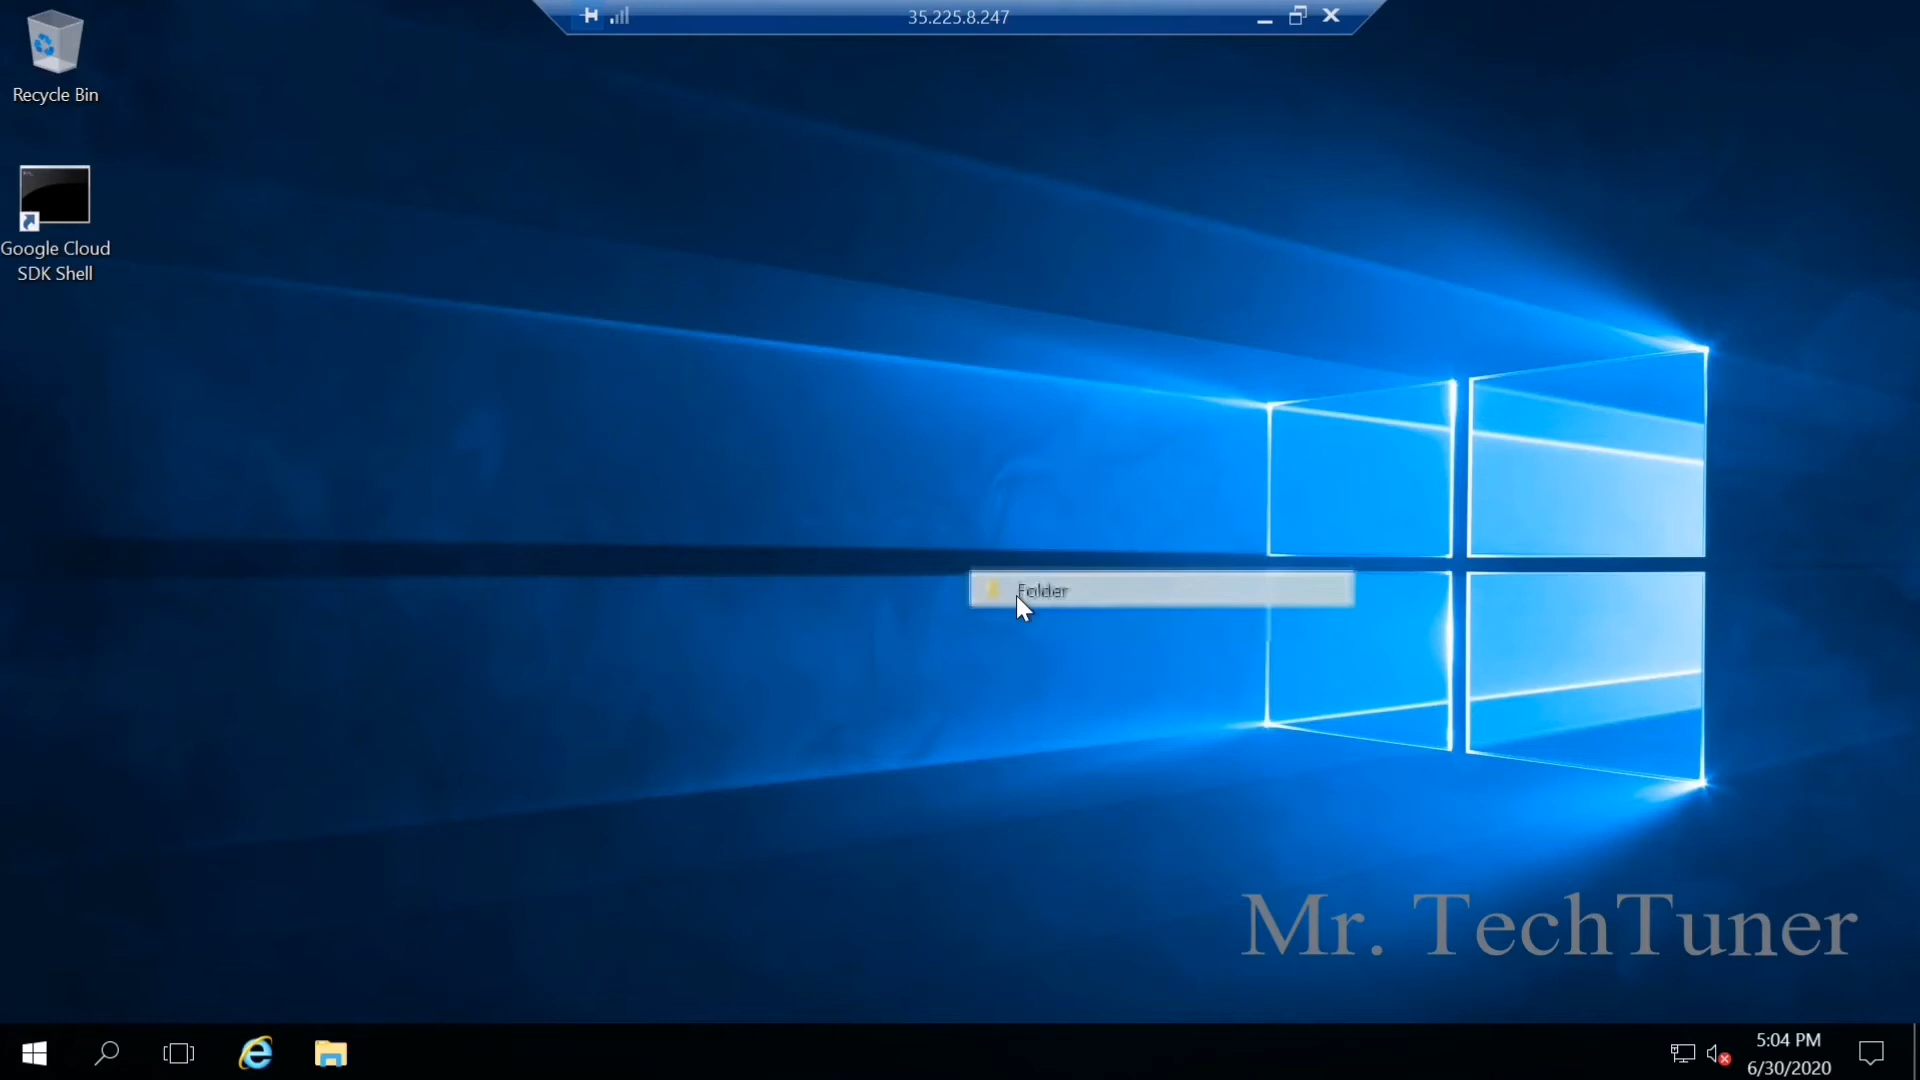 35.225.8.247
Recycle Bin
Google Cloud
SDK Shell
Folder
Mr. TechTuner
5:04 PM
6/30/2020